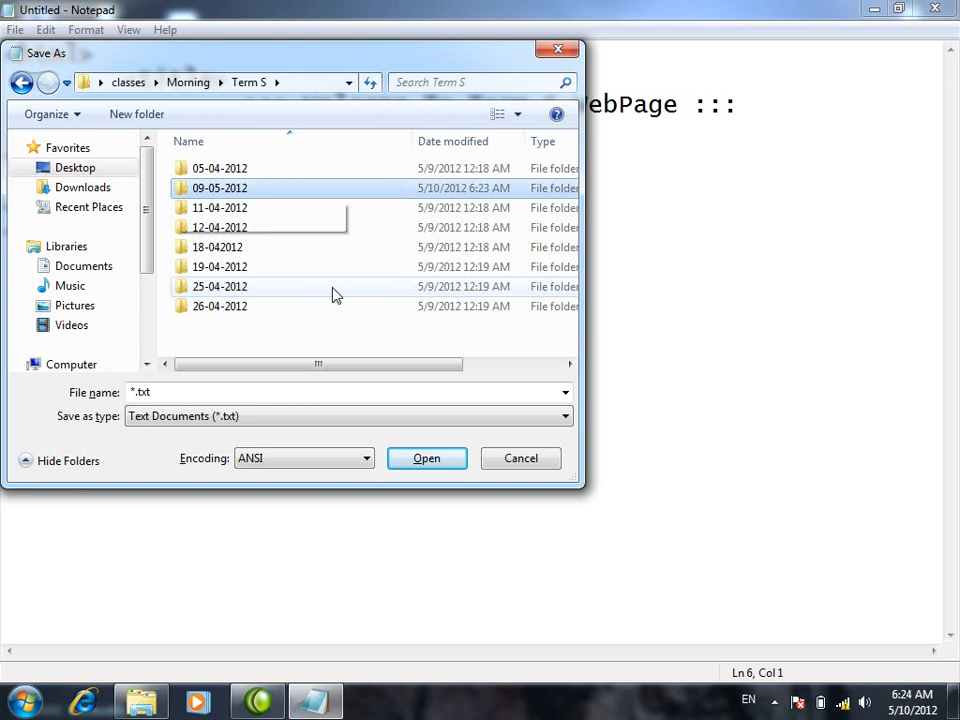 Untitled - Notepad
File Edit Format View Help
Save As
classes Morning Term S Search Term S
WebPage :::
Organize New folder
Name Date modified Type
Favorites
Desktop
Downloads
Recent Places
Libraries
Documents
Music
Pictures
Videos
Computer
05-04-2012 5/9/2012 12:18 AM File folder
09-05-2012 5/10/2012 6:23 AM File folder
11-04-2012 5/9/2012 12:18 AM File folder
12-04-2012 5/9/2012 12:18 AM File folder
18-042012 5/9/2012 12:18 AM File folder
19-04-2012 5/9/2012 12:19 AM File folder
25-04-2012 5/9/2012 12:19 AM File folder
26-04-2012 5/9/2012 12:19 AM File folder
File name: *.txt
Save as type: Text Documents (*.txt)
Hide Folders Encoding: ANSI Open Cancel
Ln 6, Col 1
EN 6:24 AM
5/10/2012